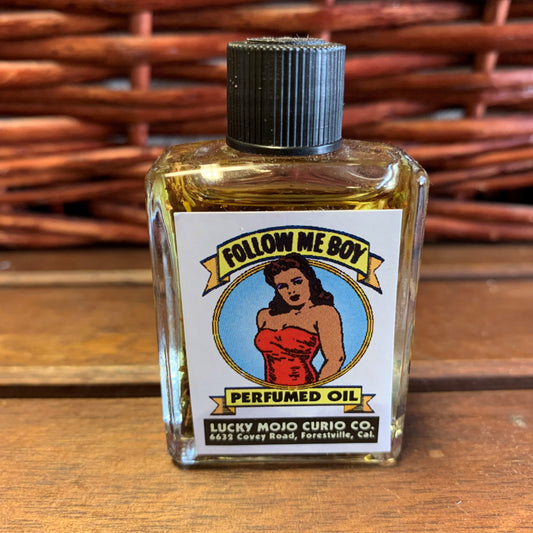 FOLLOW ME BOY
PERFUMED OIL
LUCKY MOJO CURIO CO.
6632 Covey Road, Forestville, Cal.